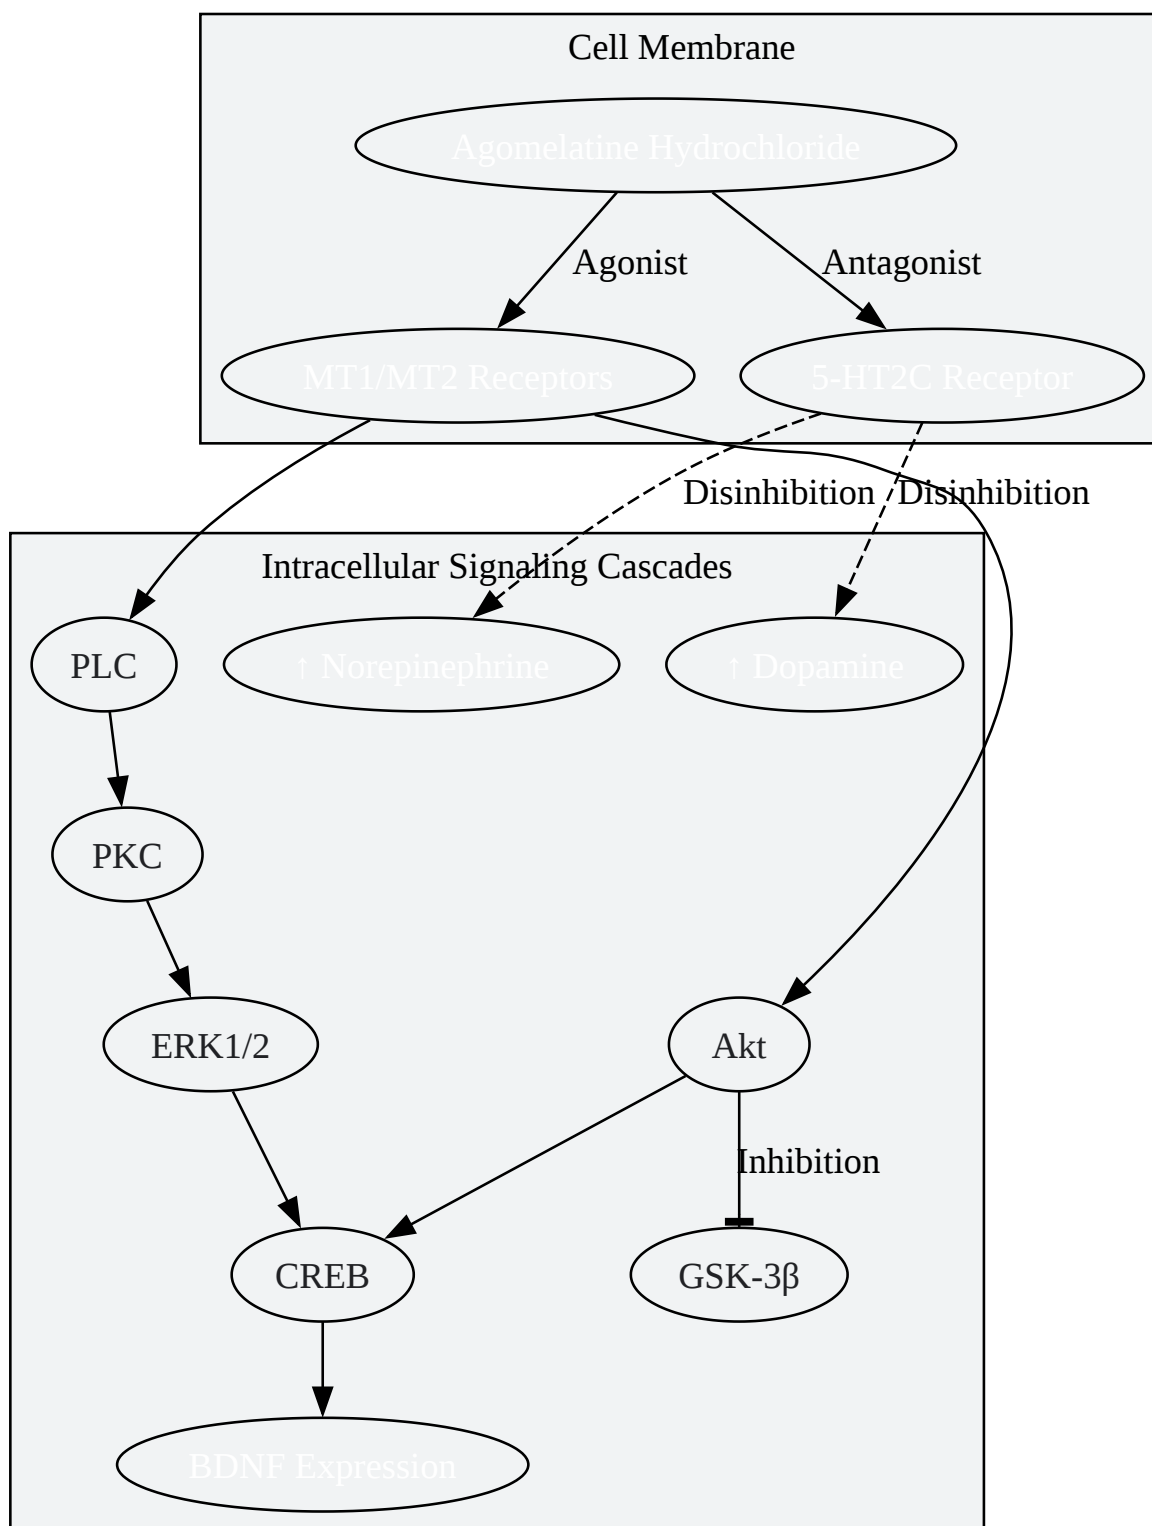 Cell Membrane
Agomelatine Hydrochloride
Agonist
Antagonist
MT1/MT2 Receptors
5-HT2C Receptor
Disinhibition
Disinhibition
Intracellular Signaling Cascades
PLC
↑ Norepinephrine
↑ Dopamine
PKC
ERK1/2
Akt
Inhibition
CREB
GSK-3β
BDNF Expression